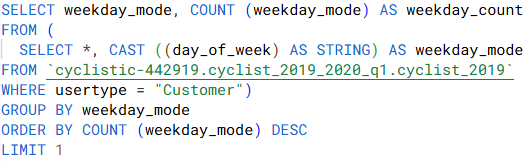 SELECT weekday_mode, COUNT (weekday_mode) AS weekday_count
FROM (
SELECT *, CAST ((day_of_week) AS STRING) AS weekday_mode
FROM `cyclistic-442919.cyclist_2019_2020_q1.cyclist_2019`
WHERE usertype = "Customer")
GROUP BY weekday_mode
ORDER BY COUNT (weekday_mode) DESC
LIMIT 1